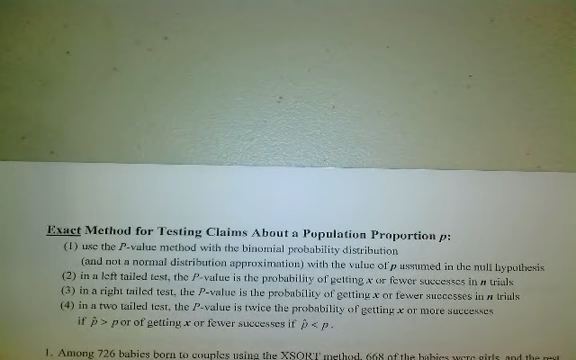 Exact Method for Testing Claims About a Population Proportion p:
(1) use the P-value method with the binomial probability distribution
(and not a normal distribution approximation) with the value of p assumed in the null hypothesis
(2) in a left tailed test, the P-value is the probability of getting x or fewer successes in n trials
(3) in a right tailed test, the P-value is the probability of getting x or fewer successes in n trials
(4) in a two tailed test, the P-value is twice the probability of getting x or more successes
if p̂ > p or of getting x or fewer successes if p̂ < p.
1. Among 726 babies born to couples using the XSORT method, 668 of the babies were girls, and the rest